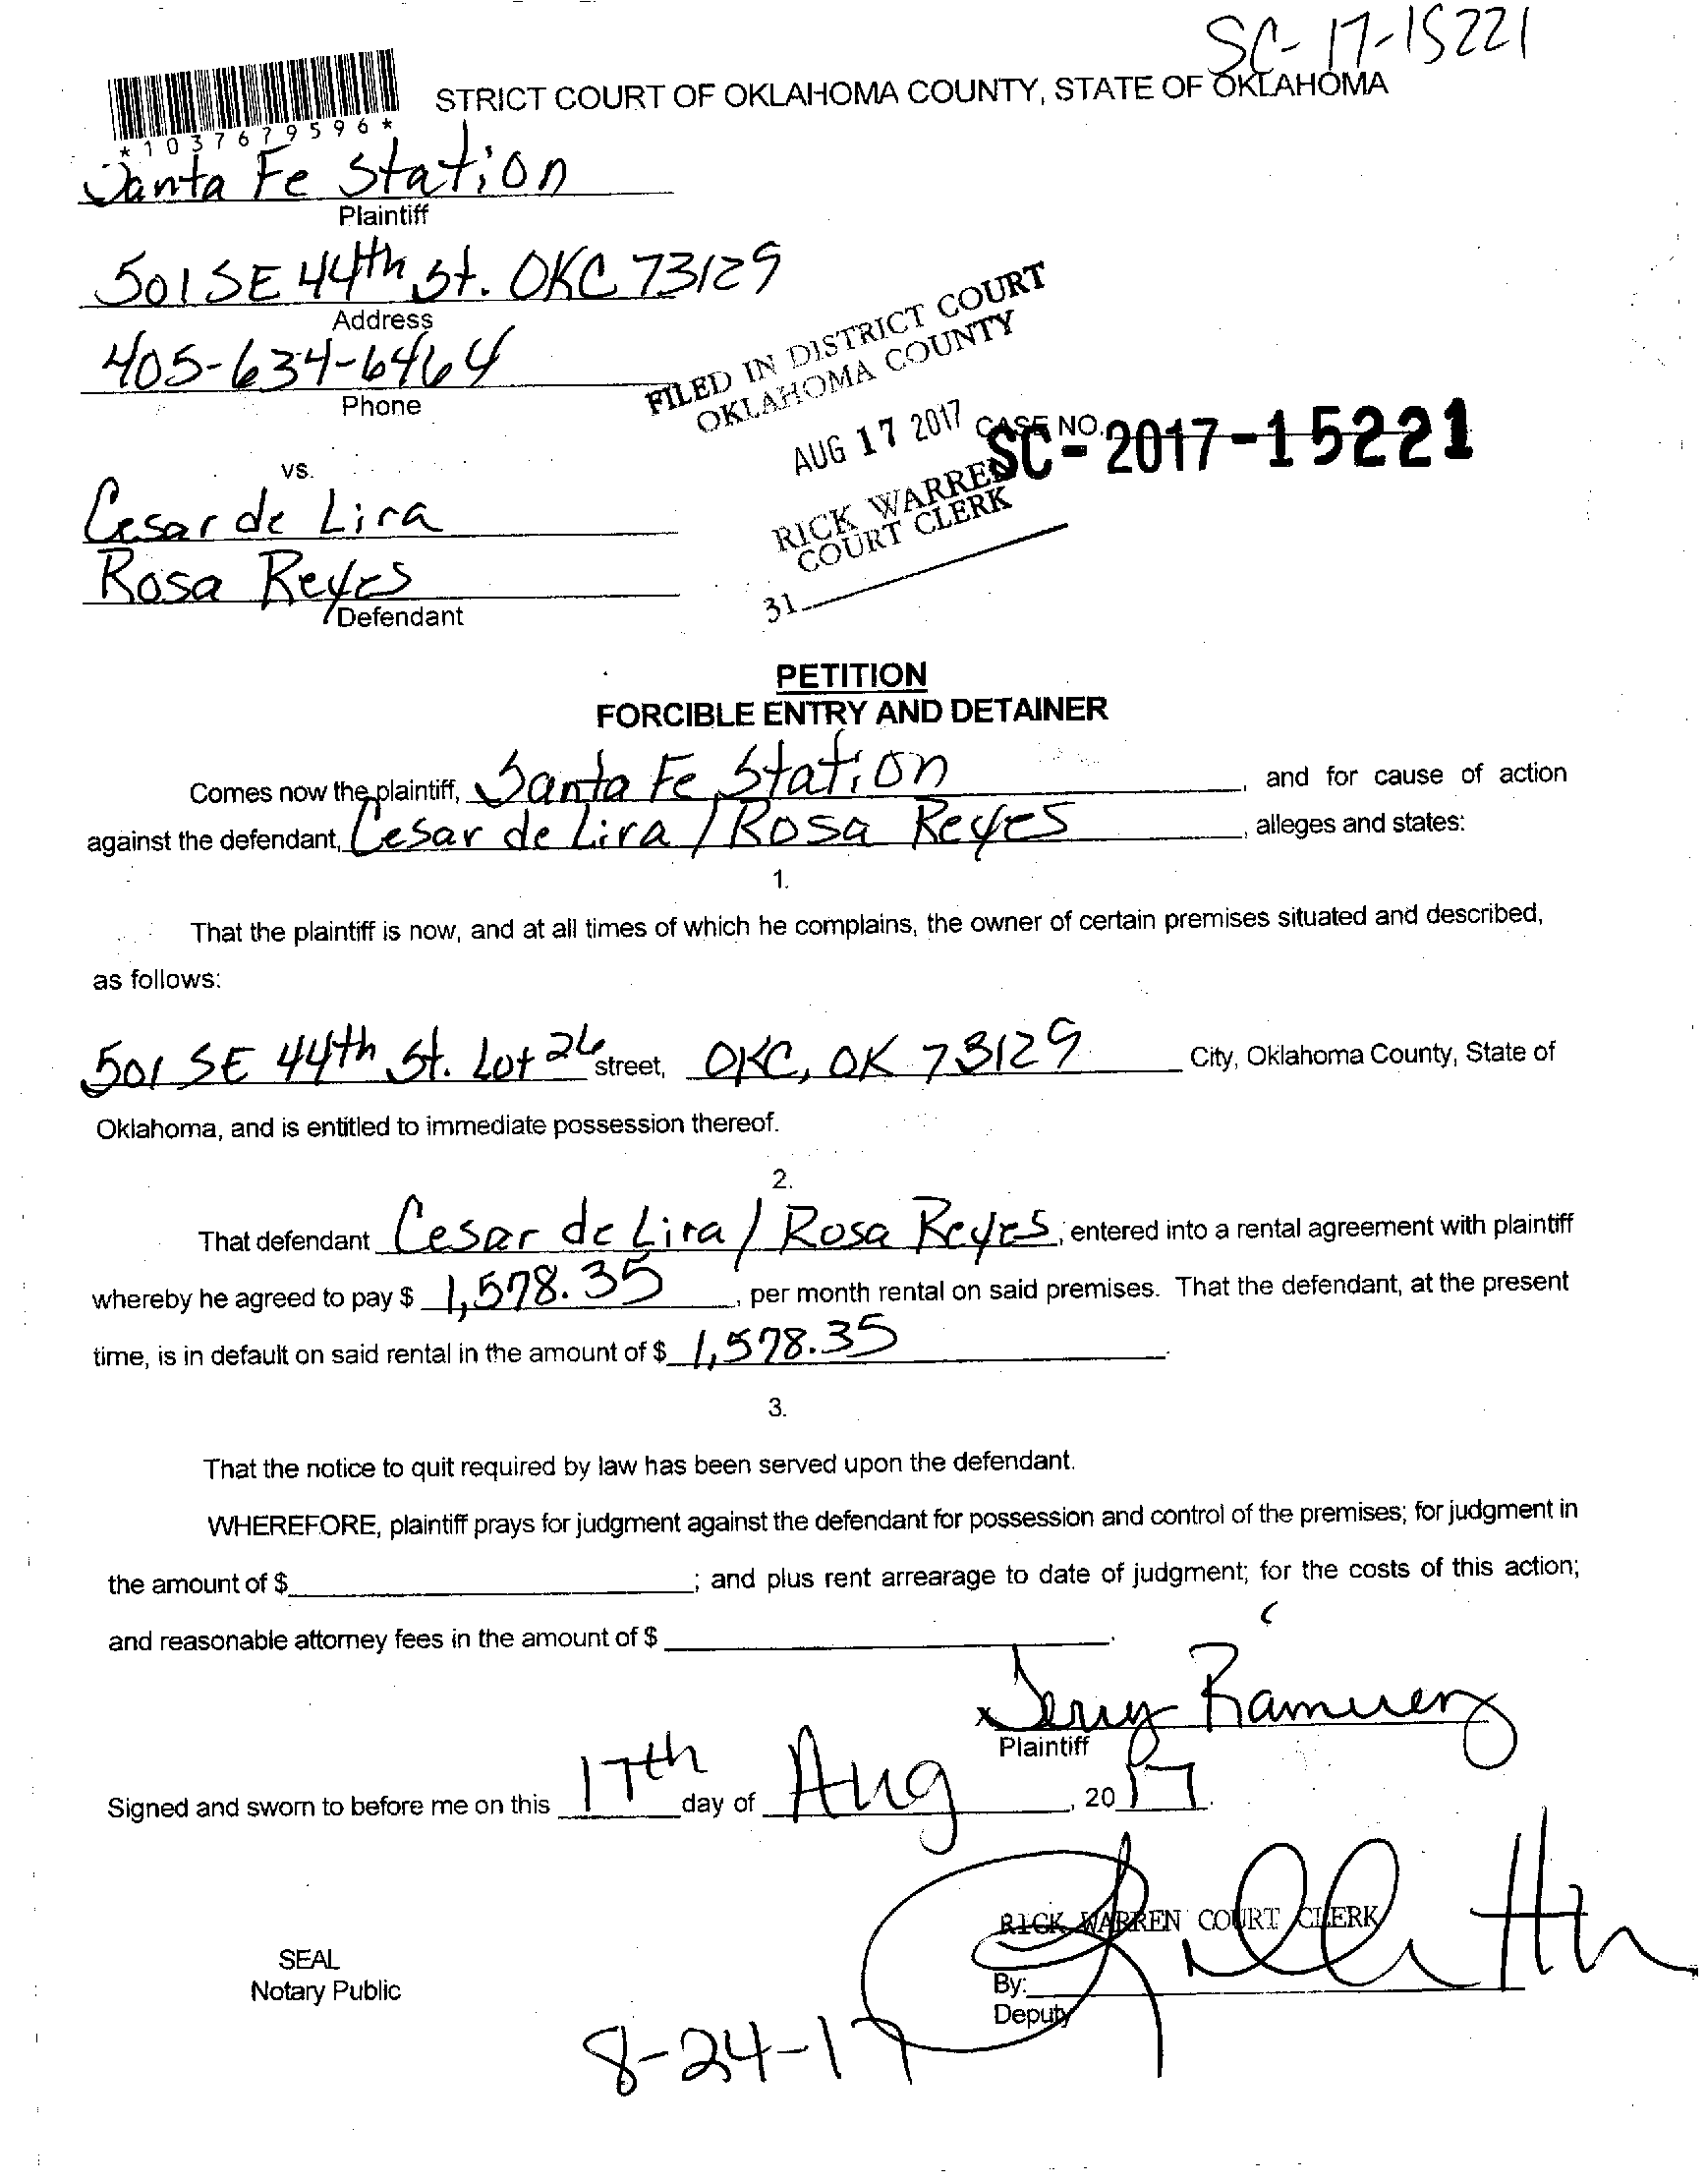 SC-17-15221
STRICT COURT OF OKLAHOMA COUNTY, STATE OF OKLAHOMA
*1037679596*
Santa Fe Station
Plaintiff
501 SE 44th St. OKC 73129
Address
405-634-6464
Phone
FILED IN DISTRICT COURT
OKLAHOMA COUNTY
AUG 17 2017
CASE NO. SC-2017-15221
RICK WARREN
COURT CLERK
31
vs.
Cesar de Lira
Rosa Reyes
Defendant
PETITION
FORCIBLE ENTRY AND DETAINER
Comes now the plaintiff, Santa Fe Station, and for cause of action
against the defendant, Cesar de Lira / Rosa Reyes, alleges and states:
1.
That the plaintiff is now, and at all times of which he complains, the owner of certain premises situated and described,
as follows:
501 SE 44th St. Lot 26 street, OKC, OK 73129 City, Oklahoma County, State of
Oklahoma, and is entitled to immediate possession thereof.
2.
That defendant Cesar de Lira / Rosa Reyes, entered into a rental agreement with plaintiff
whereby he agreed to pay $ 1,578.35, per month rental on said premises. That the defendant, at the present
time, is in default on said rental in the amount of $ 1,578.35.
3.
That the notice to quit required by law has been served upon the defendant.
WHEREFORE, plaintiff prays for judgment against the defendant for possession and control of the premises; for judgment in
the amount of $ ; and plus rent arrearage to date of judgment; for the costs of this action;
and reasonable attorney fees in the amount of $ .
x Jerry Ramirez
Plaintiff
Signed and sworn to before me on this 17th day of Aug, 2017.
RICK WARREN COURT CLERK
SEAL
Notary Public
By:
Deputy
8-24-17